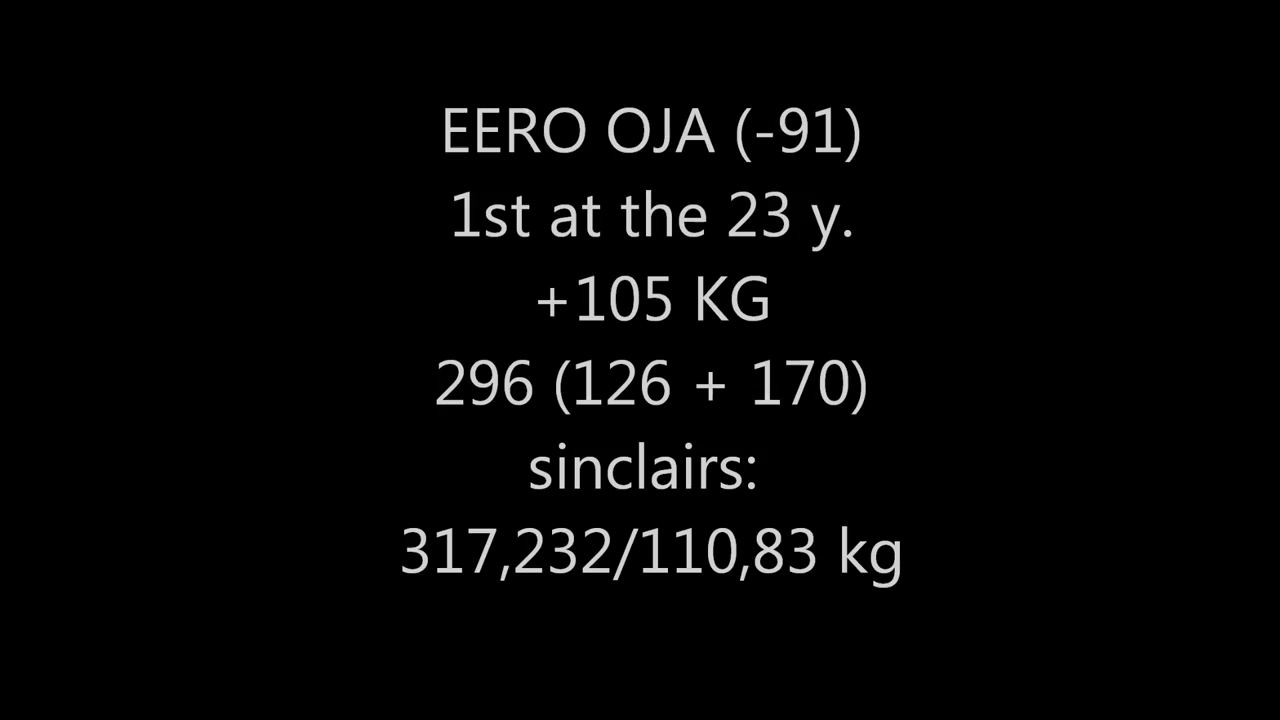 EERO OJA (-91)
1st at the 23 y.
+105 KG
296 (126 + 170)
sinclairs:
317,232/110,83 kg